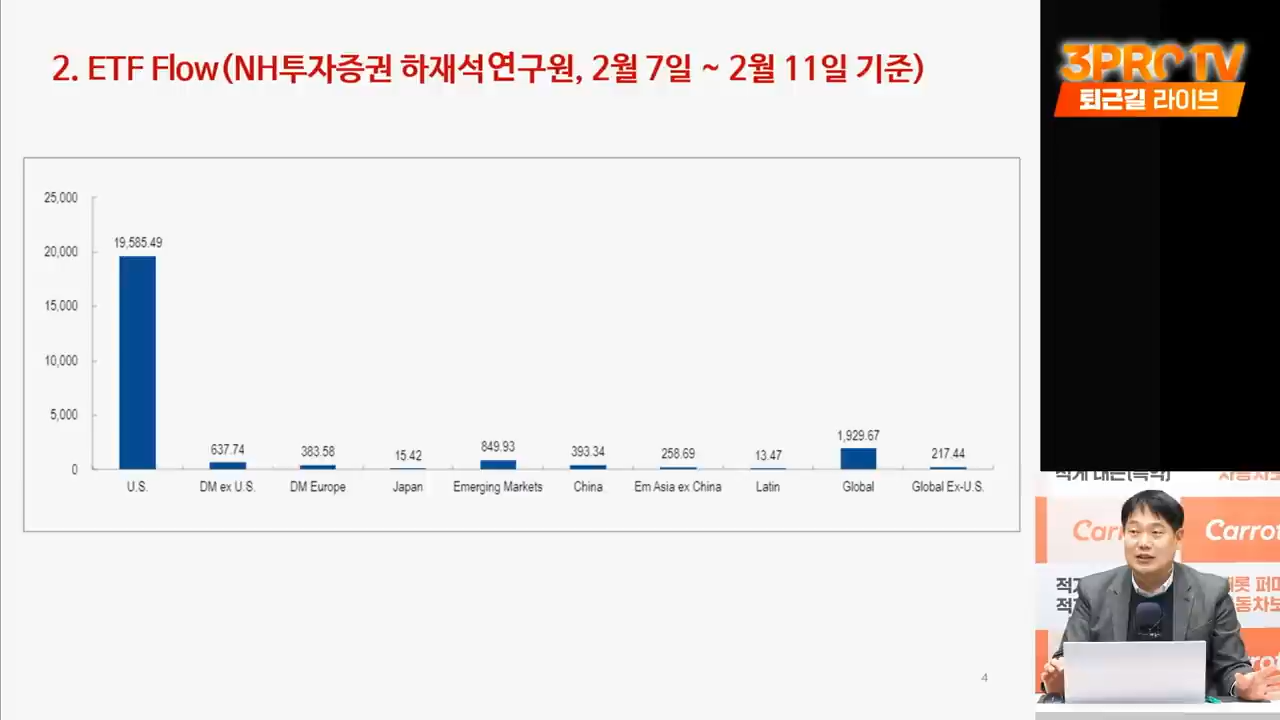 2. ETF Flow(NH투자증권 하재석연구원, 2월 7일 ~ 2월 11일 기준)
3PRO TV
퇴근길 라이브
25,000
20,000
15,000
10,000
5,000
0
19,585.49
637.74
383.58
15.42
849.93
393.34
258.69
13.47
1,929.67
217.44
U.S.
DM ex U.S.
DM Europe
Japan
Emerging Markets
China
Em Asia ex China
Latin
Global
Global Ex-U.S.
4
Carrot